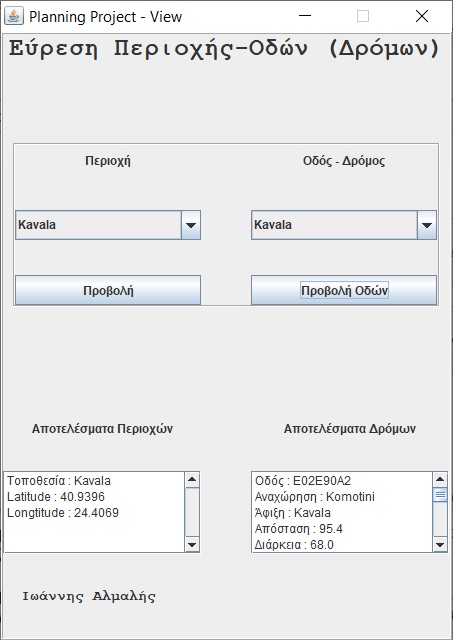 Planning Project - View
Εύρεση Περιοχής-Οδών (Δρόμων)
Περιοχή
Οδός - Δρόμος
Kavala
Kavala
Προβολή
Προβολή Οδών
Αποτελέσματα Περιοχών
Αποτελέσματα Δρόμων
Τοποθεσία : Kavala
Latitude : 40.9396
Longtitude : 24.4069
Οδός : E02E90A2
Αναχώρηση : Komotini
Άφιξη : Kavala
Απόσταση : 95.4
Διάρκεια : 68.0
Ιωάννης Αλμαλής